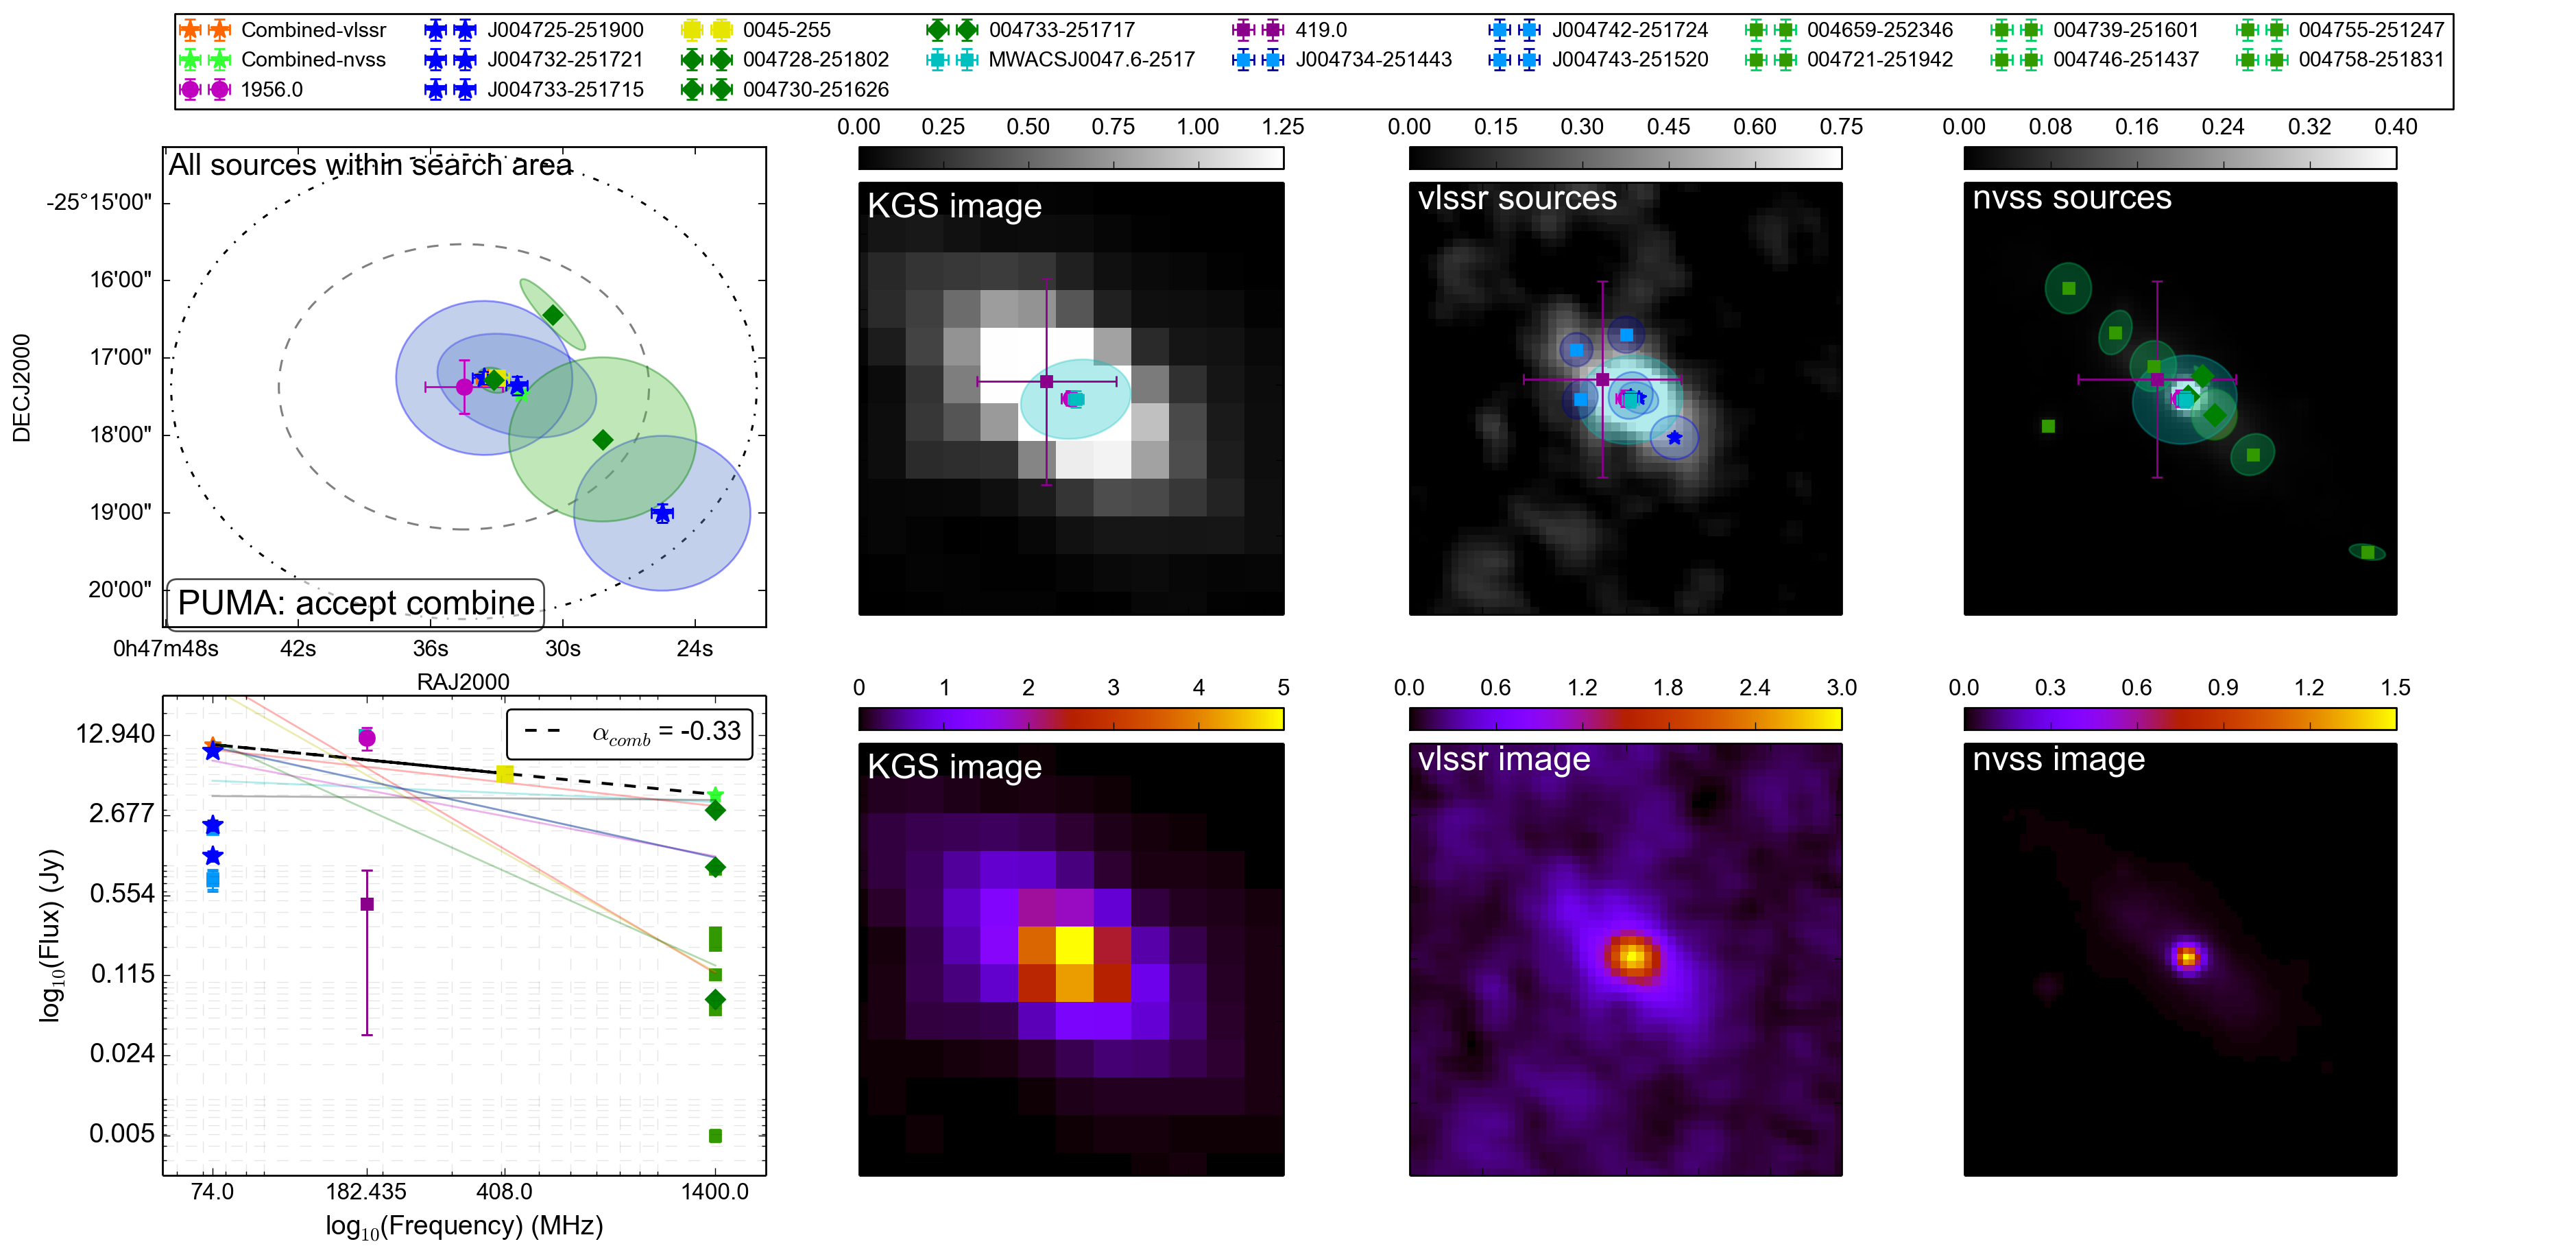 Combined-vlssr J004725-251900 0045-255 004733-251717 419.0 J004742-251724 004659-252346 004739-251601 004755-251247
Combined-nvss J004732-251721 004728-251802 MWACSJ0047.6-2517 J004734-251443 J004743-251520 004721-251942 004746-251437 004758-251831
1956.0 J004733-251715 004730-251626
0.00 0.25 0.50 0.75 1.00 1.25
0.00 0.15 0.30 0.45 0.60 0.75
0.00 0.08 0.16 0.24 0.32 0.40
All sources within search area
-25°15'00"
16'00"
17'00"
18'00"
19'00"
20'00"
DECJ2000
PUMA: accept combine
0h47m48s 42s 36s 30s 24s
RAJ2000
KGS image
vlssr sources
nvss sources
12.940
2.677
0.554
0.115
0.024
0.005
log₁₀(Flux) (Jy)
α_comb = -0.33
74.0 182.435 408.0 1400.0
log₁₀(Frequency) (MHz)
0 1 2 3 4 5
0.0 0.6 1.2 1.8 2.4 3.0
0.0 0.3 0.6 0.9 1.2 1.5
KGS image
vlssr image
nvss image